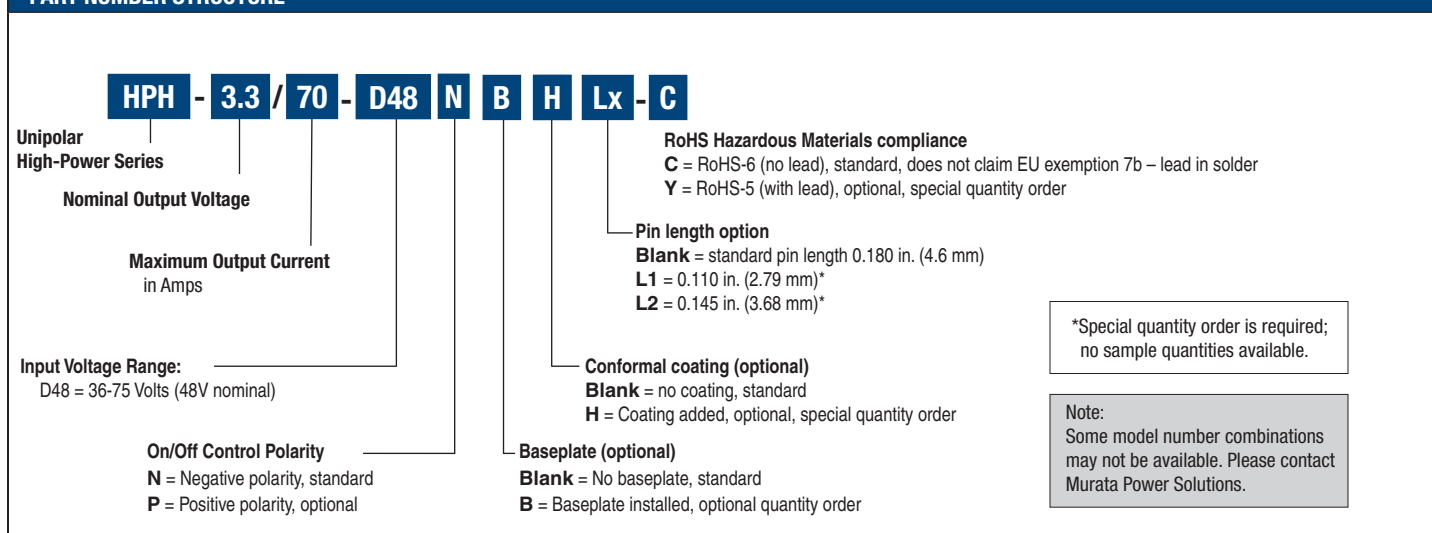 PART NUMBER STRUCTURE
HPH - 3.3 / 70 - D48 N B H Lx - C
Unipolar
High-Power Series
Nominal Output Voltage
Maximum Output Current
in Amps
Input Voltage Range:
D48 = 36-75 Volts (48V nominal)
On/Off Control Polarity
N = Negative polarity, standard
P = Positive polarity, optional
RoHS Hazardous Materials compliance
C = RoHS-6 (no lead), standard, does not claim EU exemption 7b – lead in solder
Y = RoHS-5 (with lead), optional, special quantity order
Pin length option
Blank = standard pin length 0.180 in. (4.6 mm)
L1 = 0.110 in. (2.79 mm)*
L2 = 0.145 in. (3.68 mm)*
Conformal coating (optional)
Blank = no coating, standard
H = Coating added, optional, special quantity order
Baseplate (optional)
Blank = No baseplate, standard
B = Baseplate installed, optional quantity order
*Special quantity order is required;
no sample quantities available.
Note:
Some model number combinations
may not be available. Please contact
Murata Power Solutions.